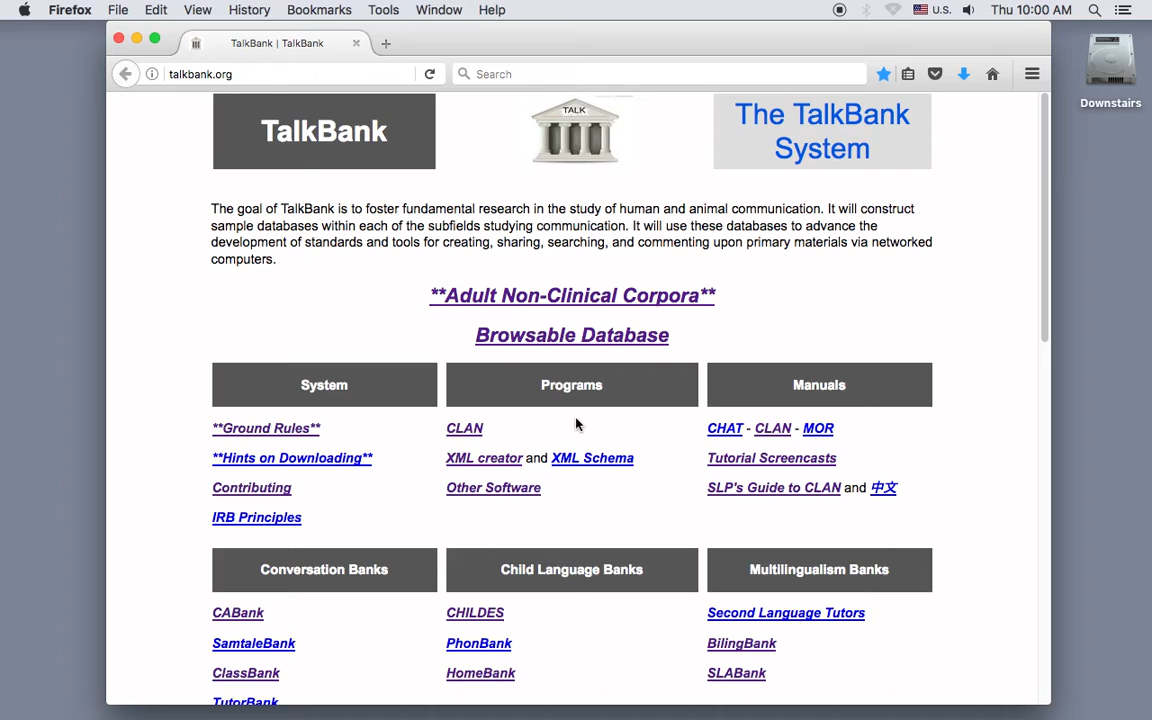 Firefox File Edit View History Bookmarks Tools Window Help U.S. Thu 10:00 AM
TalkBank | TalkBank
talkbank.org Search
Downstairs
TalkBank
TALK
The TalkBank
System
The goal of TalkBank is to foster fundamental research in the study of human and animal communication. It will construct
sample databases within each of the subfields studying communication. It will use these databases to advance the
development of standards and tools for creating, sharing, searching, and commenting upon primary materials via networked
computers.
**Adult Non-Clinical Corpora**
Browsable Database
System Programs Manuals
**Ground Rules** CLAN CHAT - CLAN - MOR
**Hints on Downloading** XML creator and XML Schema Tutorial Screencasts
Contributing Other Software SLP's Guide to CLAN and 中文
IRB Principles
Conversation Banks Child Language Banks Multilingualism Banks
CABank CHILDES Second Language Tutors
SamtaleBank PhonBank BilingBank
ClassBank HomeBank SLABank
TutorBank